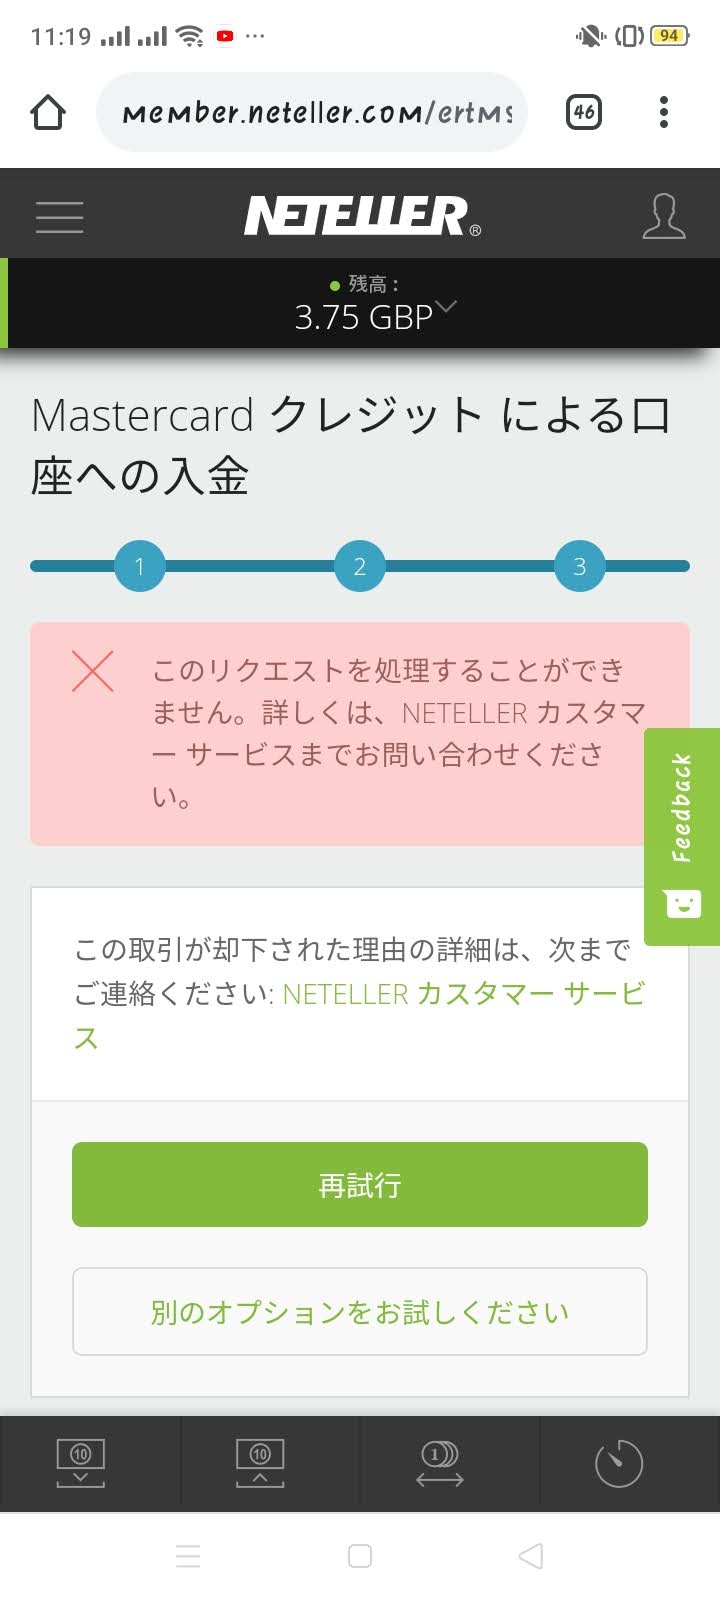 11:19
94
member.neteller.com/ertms
46
NETELLER®
残高 :
3.75 GBP
Mastercard クレジット による口
座への入金
1 2 3
このリクエストを処理することができ
ません。詳しくは、NETELLER カスタマ
ー サービスまでお問い合わせくださ
い。
Feedback
この取引が却下された理由の詳細は、次まで
ご連絡ください: NETELLER カスタマー サービ
ス
再試行
別のオプションをお試しください
10 10 1